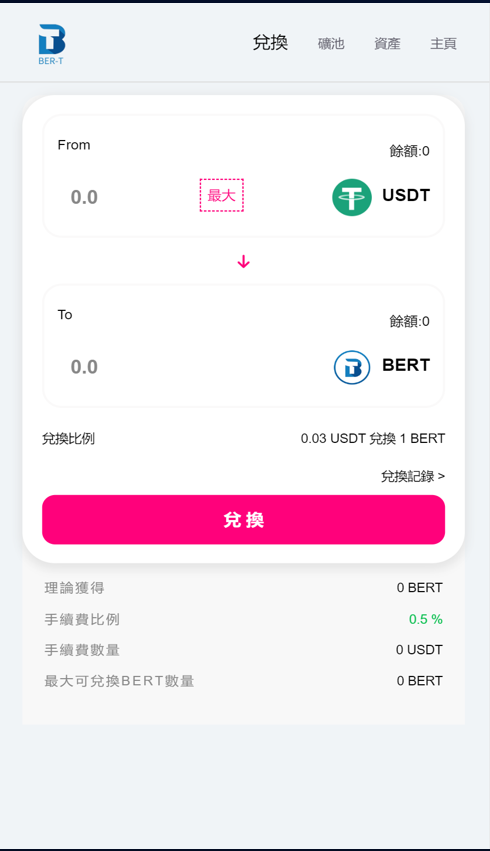 BER-T
兌換 礦池 資產 主頁
From
餘額:0
0.0 最大 USDT
To
餘額:0
0.0 BERT
兌換比例 0.03 USDT 兌換 1 BERT
兌換記錄 >
兌 換
理論獲得 0 BERT
手續費比例 0.5 %
手續費數量 0 USDT
最大可兌換BERT數量 0 BERT